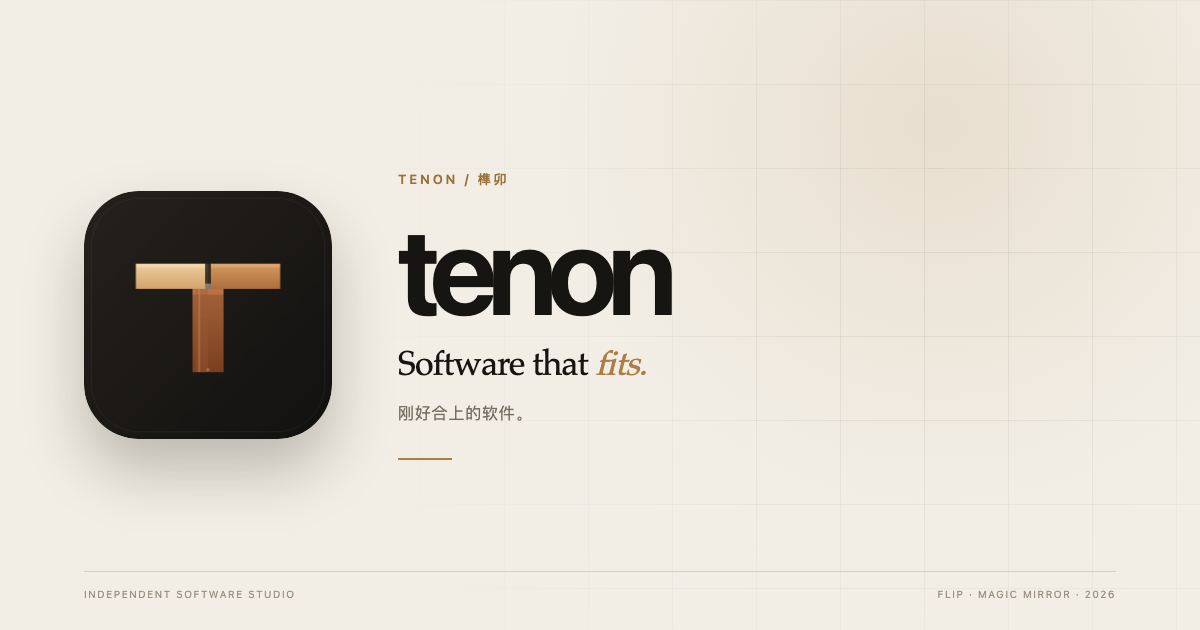 TENON / 榫卯
tenon
Software that fits.
刚好合上的软件。
INDEPENDENT SOFTWARE STUDIO
FLIP · MAGIC MIRROR · 2026